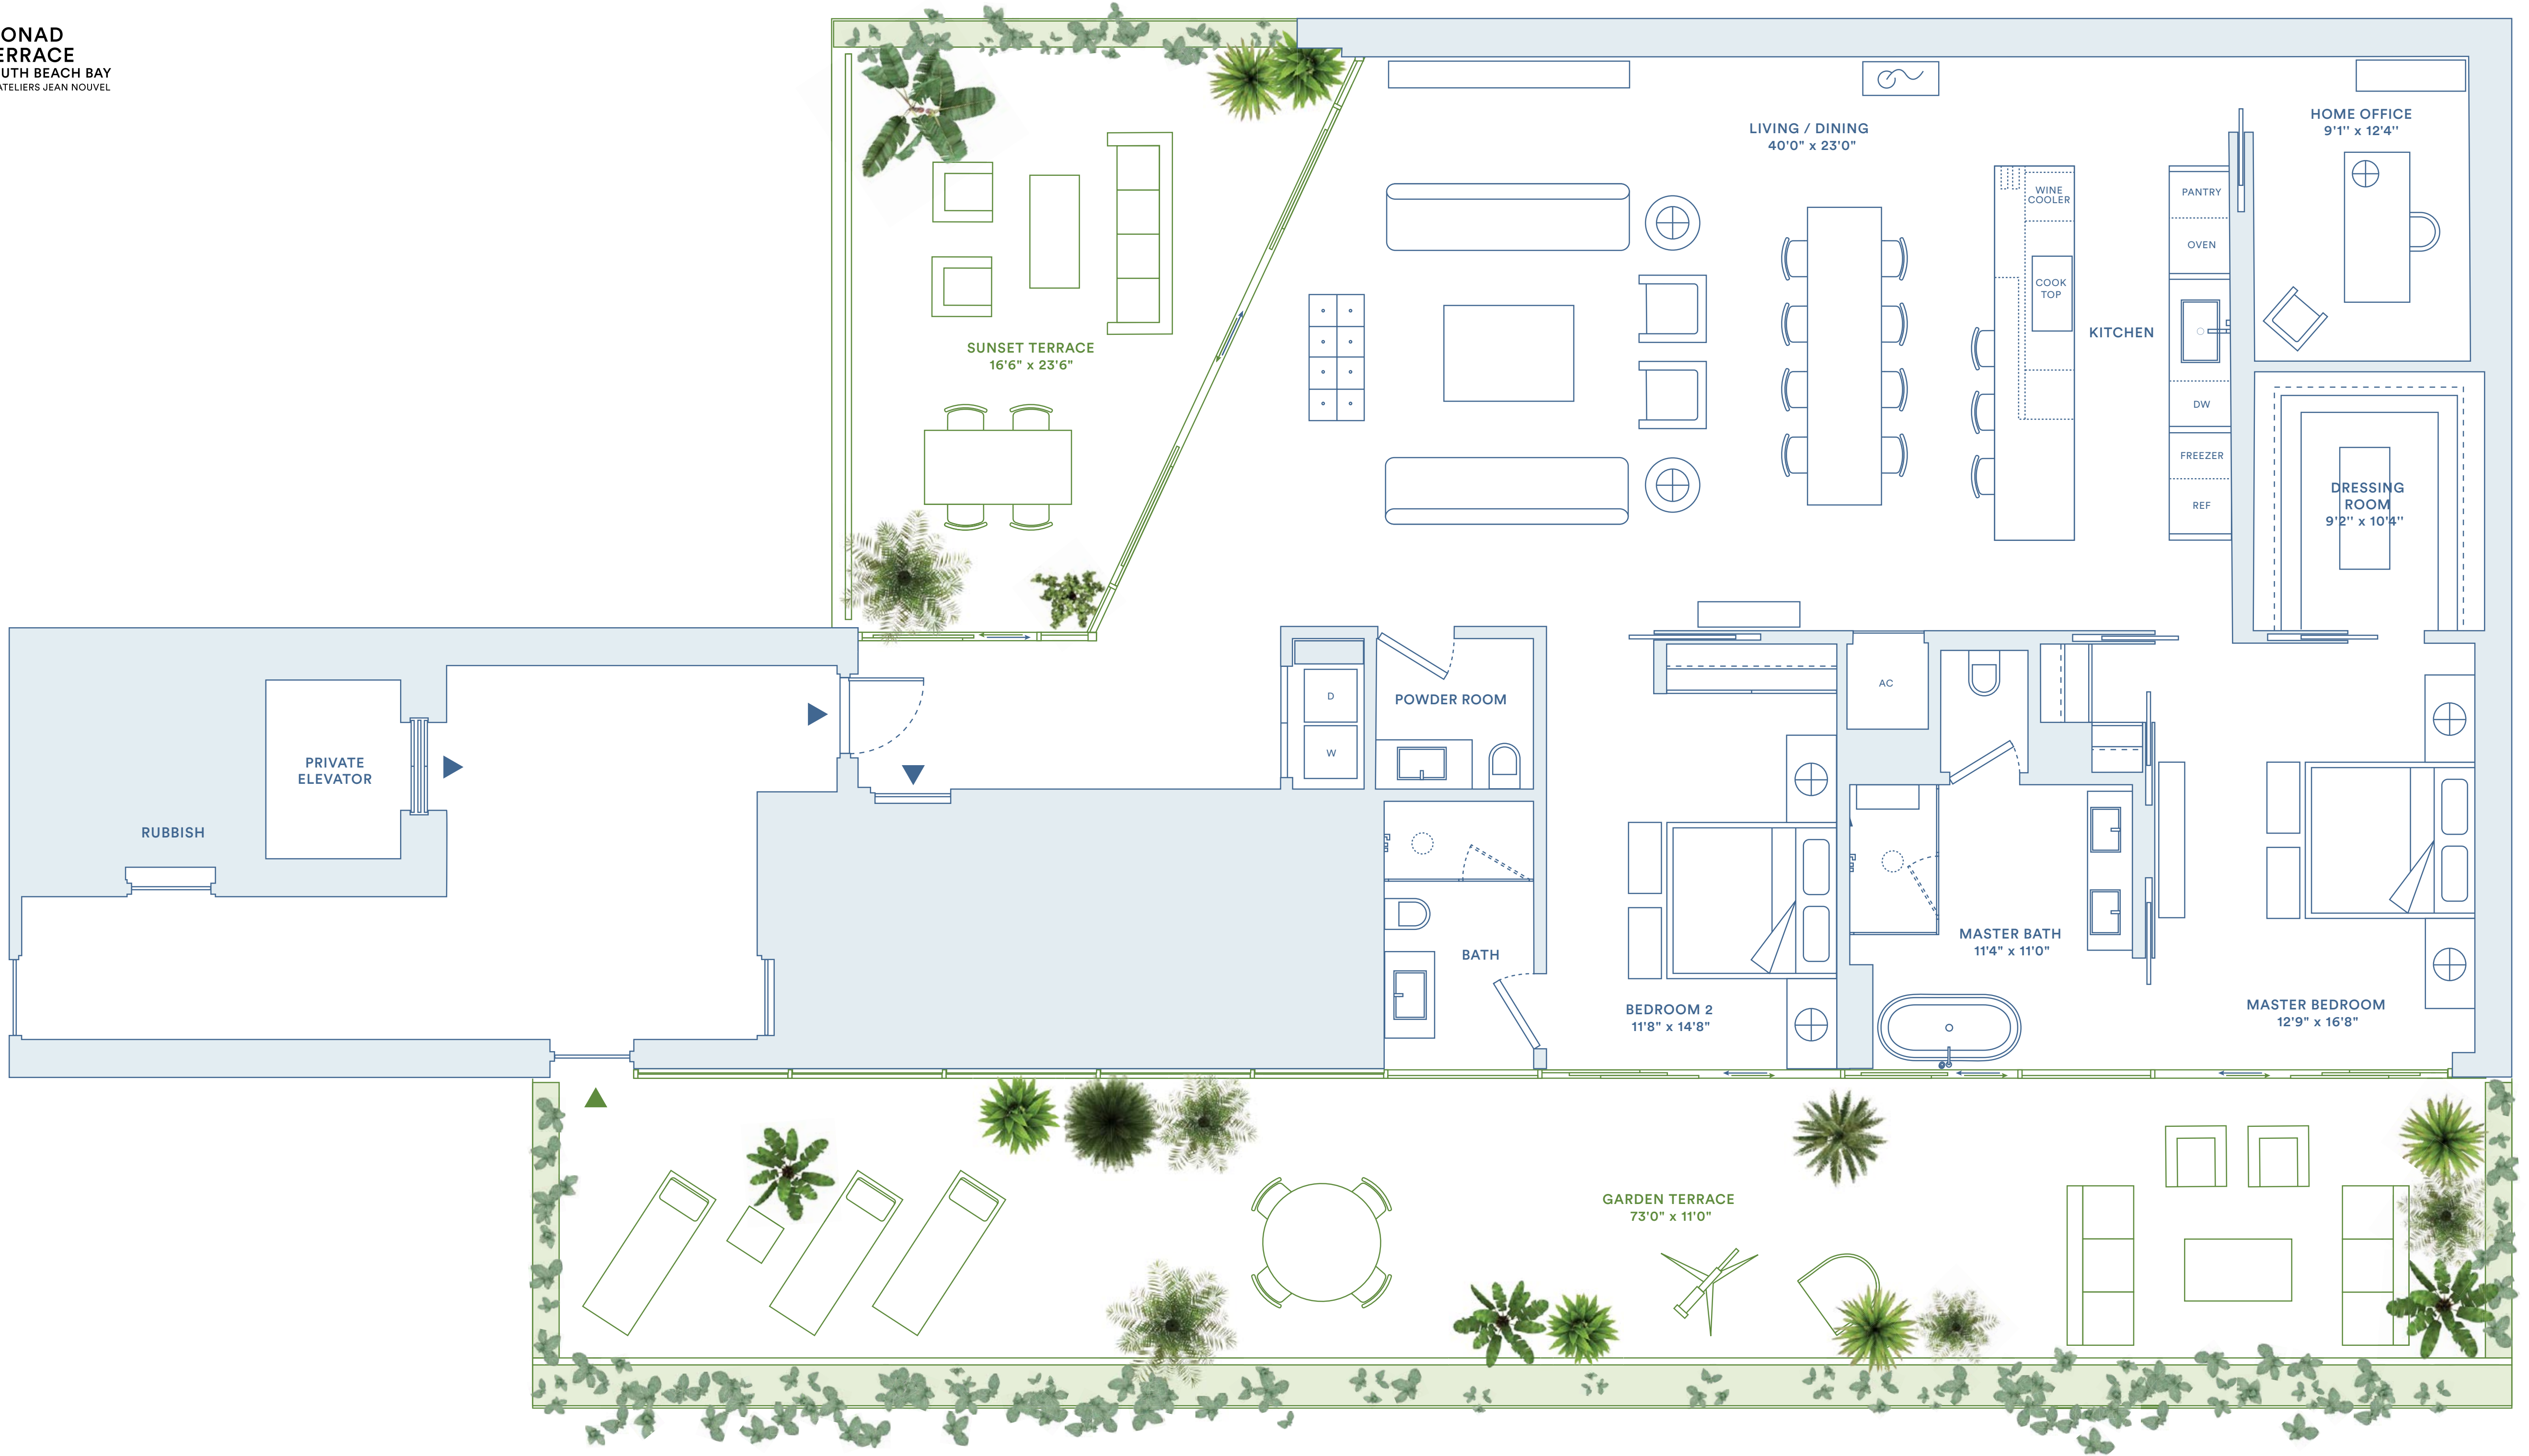 ONAD
ERRACE
UTH BEACH BAY
ATELIERS JEAN NOUVEL
LIVING / DINING
40'0" x 23'0"
HOME OFFICE
9'1'' x 12'4''
WINE
COOLER
PANTRY
OVEN
COOK
TOP
KITCHEN
SUNSET TERRACE
16'6" x 23'6"
DW
FREEZER
REF
DRESSING
ROOM
9'2'' x 10'4''
D
W
POWDER ROOM
AC
PRIVATE
ELEVATOR
RUBBISH
BATH
MASTER BATH
11'4" x 11'0"
BEDROOM 2
11'8" x 14'8"
MASTER BEDROOM
12'9" x 16'8"
GARDEN TERRACE
73'0" x 11'0"